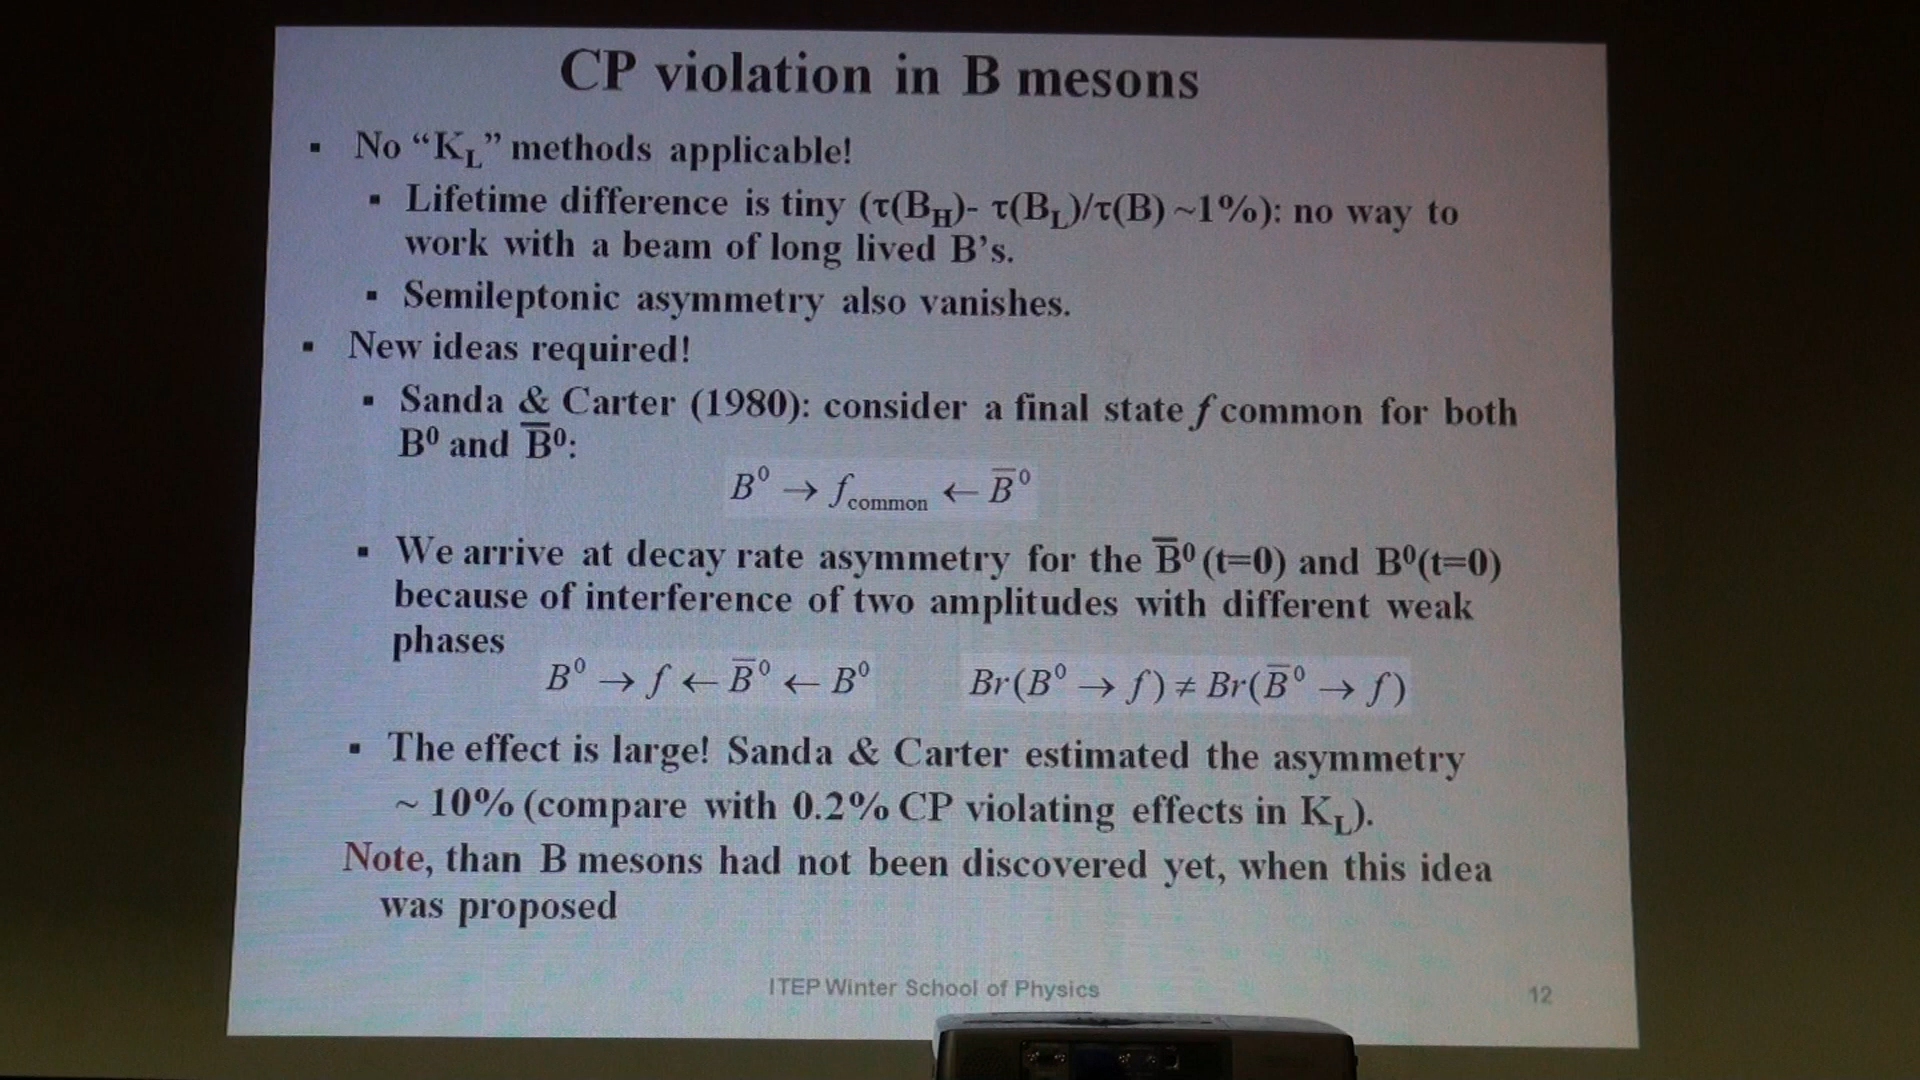 CP violation in B mesons
▪ No “K_L” methods applicable!
▪ Lifetime difference is tiny (τ(B_H)- τ(B_L)/τ(B) ~1%): no way to
work with a beam of long lived B’s.
▪ Semileptonic asymmetry also vanishes.
▪ New ideas required!
▪ Sanda & Carter (1980): consider a final state f common for both
B⁰ and B̅⁰:
B⁰ → f_common ← B̅⁰
▪ We arrive at decay rate asymmetry for the B̅⁰ (t=0) and B⁰(t=0)
because of interference of two amplitudes with different weak
phases
B⁰ → f ← B̅⁰ ← B⁰ Br(B⁰ → f) ≠ Br(B̅⁰ → f)
▪ The effect is large! Sanda & Carter estimated the asymmetry
~ 10% (compare with 0.2% CP violating effects in K_L).
Note, than B mesons had not been discovered yet, when this idea
was proposed
ITEP Winter School of Physics 12